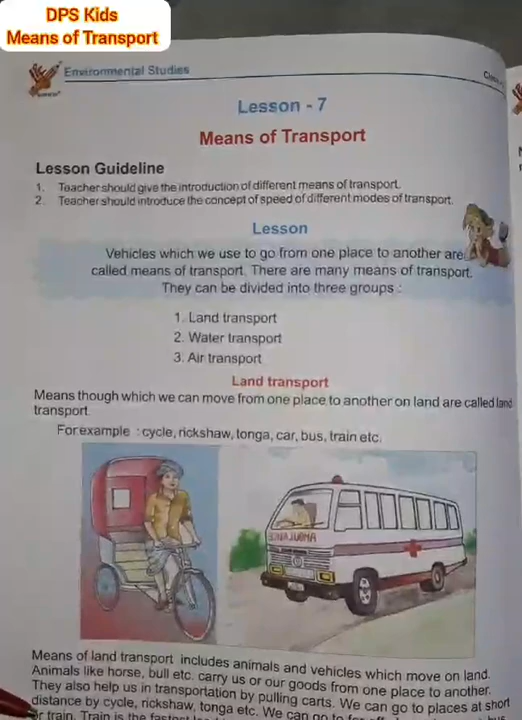 DPS Kids
Means of Transport
Environmental Studies
Lesson - 7
Means of Transport
Lesson Guideline
1. Teacher should give the introduction of different means of transport.
2. Teacher should introduce the concept of speed of different modes of transport.
Lesson
Vehicles which we use to go from one place to another are
called means of transport. There are many means of transport.
They can be divided into three groups :
1. Land transport
2. Water transport
3. Air transport
Land transport
Means though which we can move from one place to another on land are called land
transport.
For example : cycle, rickshaw, tonga, car, bus, train etc.
Means of land transport includes animals and vehicles which move on land.
Animals like horse, bull etc. carry us or our goods from one place to another.
They also help us in transportation by pulling carts. We can go to places at short
distance by cycle, rickshaw, tonga etc. We can go to
or train. Train is the fastest